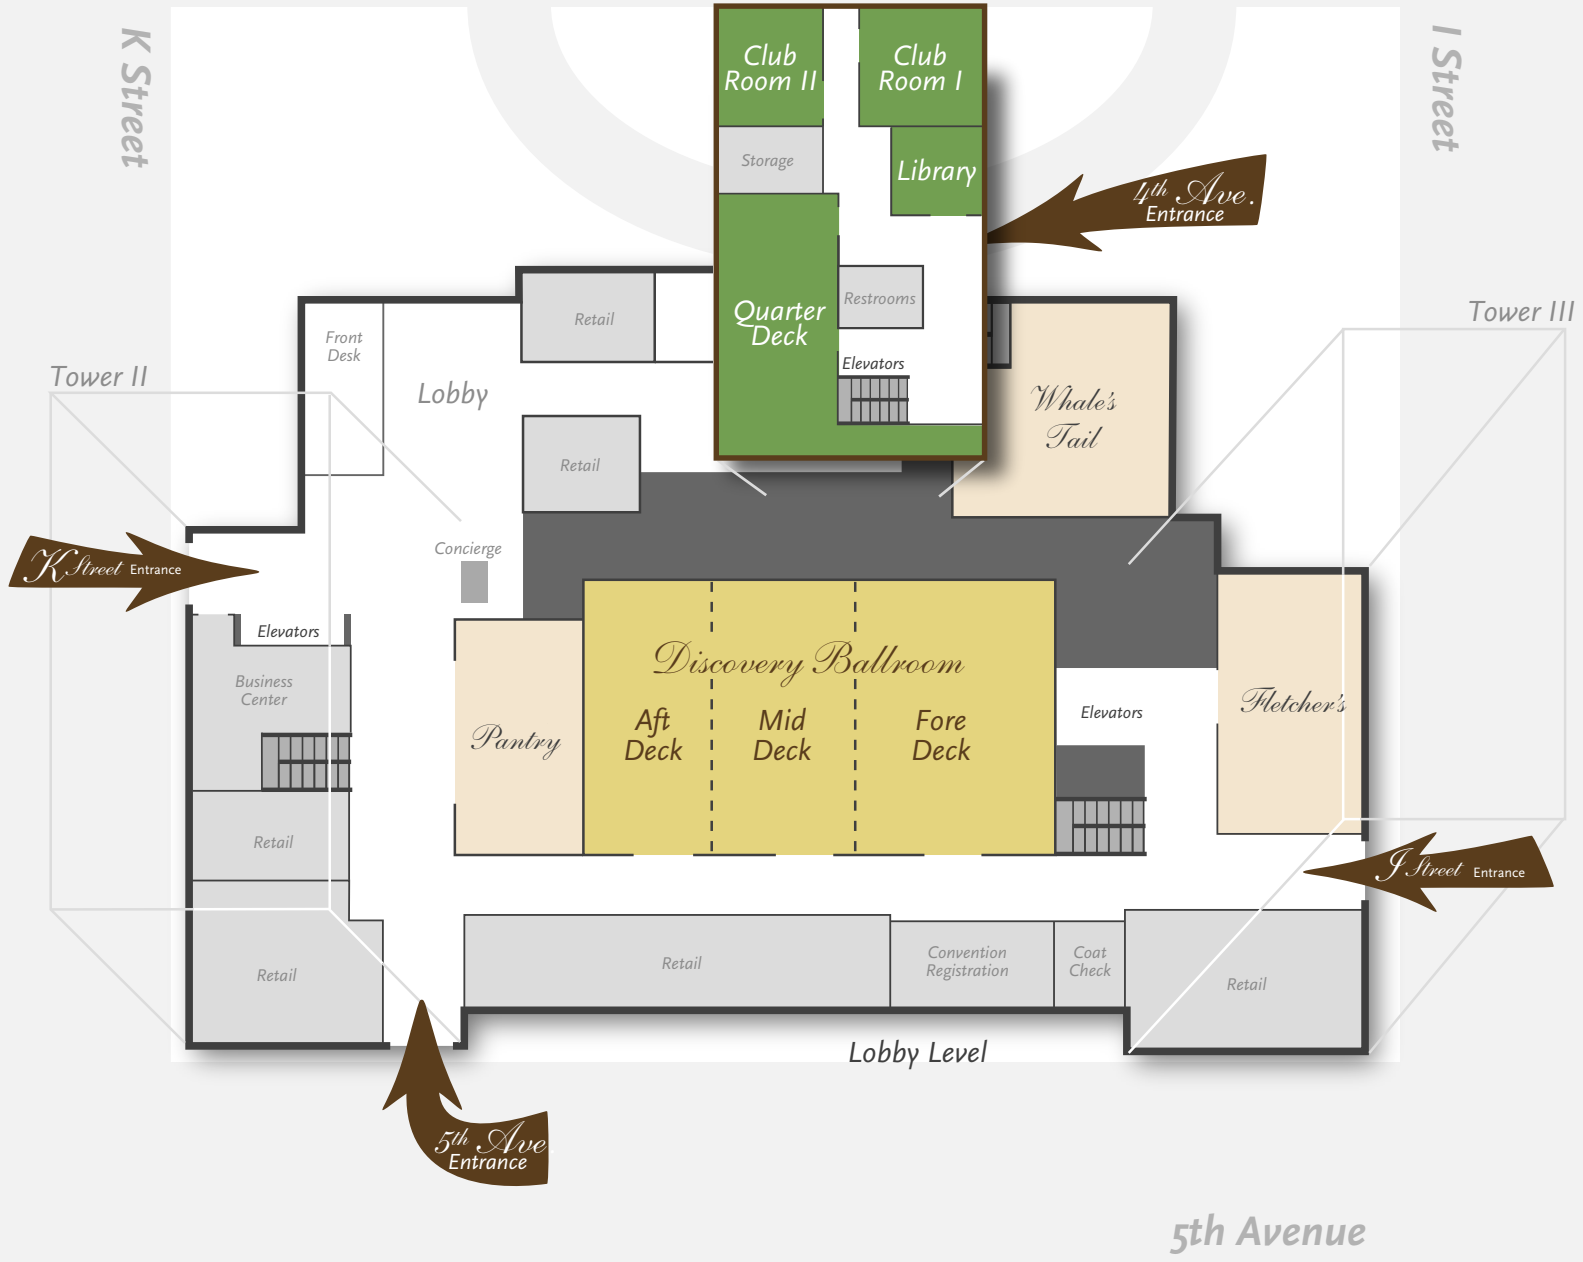 K Street
I Street
Club
Room II
Club
Room I
Storage
Library
4th Ave.
Entrance
Quarter
Deck
Restrooms
Elevators
Retail
Front
Desk
Lobby
Tower II
Tower III
Whale's
Tail
Retail
Concierge
K Street Entrance
Elevators
Business
Center
Discovery Ballroom
Aft
Deck
Mid
Deck
Fore
Deck
Pantry
Elevators
Fletcher's
Retail
J Street Entrance
Retail
Retail
Convention
Registration
Coat
Check
Retail
Lobby Level
5th Ave.
Entrance
5th Avenue